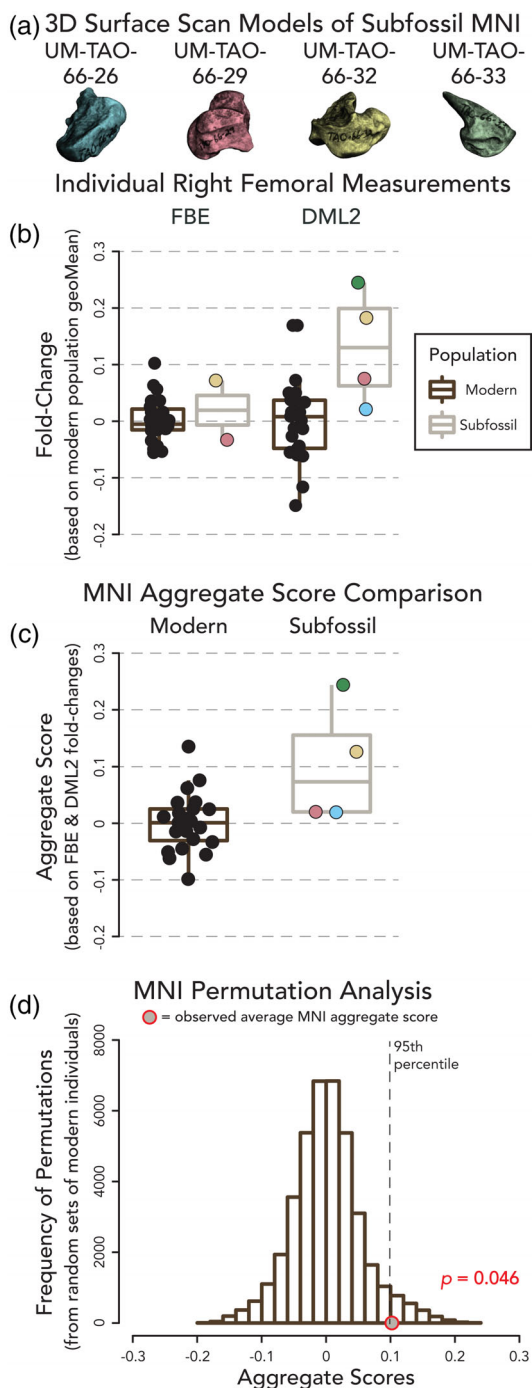 (a) 3D Surface Scan Models of Subfossil MNI
UM-TAO- UM-TAO- UM-TAO- UM-TAO-
66-26 66-29 66-32 66-33
Individual Right Femoral Measurements
FBE DML2
(b)
Fold-Change
(based on modern population geoMean)
0.3
0.2
0.1
0
-0.1
-0.2
Population
Modern
Subfossil
MNI Aggregate Score Comparison
(c) Modern Subfossil
Aggregate Score
(based on FBE & DML2 fold-changes)
0.3
0.2
0.1
0
-0.1
-0.2
(d) MNI Permutation Analysis
= observed average MNI aggregate score
Frequency of Permutations
(from random sets of modern individuals)
8000
6000
4000
2000
0
95th
percentile
p = 0.046
-0.3 -0.2 -0.1 0 0.1 0.2 0.3
Aggregate Scores